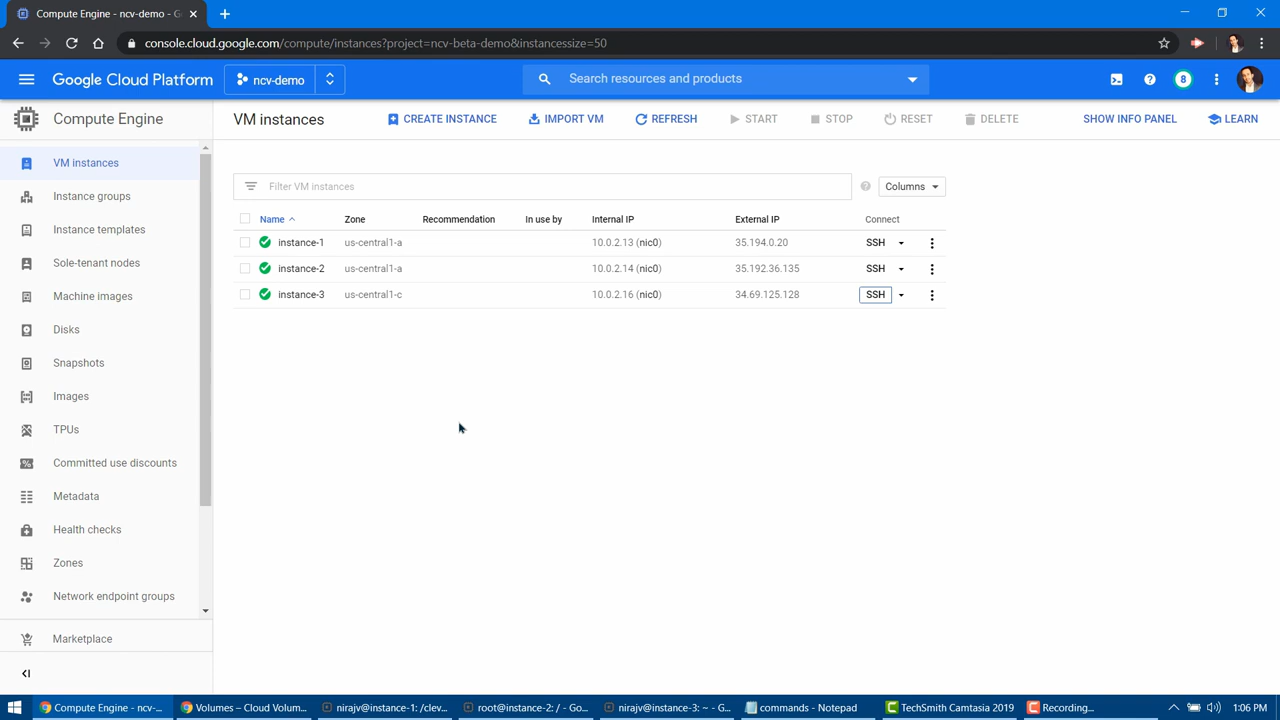 Compute Engine - ncv-demo - G
console.cloud.google.com/compute/instances?project=ncv-beta-demo&instancessize=50
Google Cloud Platform
ncv-demo
Search resources and products
8
Compute Engine
VM instances
CREATE INSTANCE
IMPORT VM
REFRESH
START
STOP
RESET
DELETE
SHOW INFO PANEL
LEARN
VM instances
Instance groups
Instance templates
Sole-tenant nodes
Machine images
Disks
Snapshots
Images
TPUs
Committed use discounts
Metadata
Health checks
Zones
Network endpoint groups
Marketplace
Filter VM instances
Columns
Name Zone Recommendation In use by Internal IP External IP Connect
instance-1 us-central1-a 10.0.2.13 (nic0) 35.194.0.20 SSH
instance-2 us-central1-a 10.0.2.14 (nic0) 35.192.36.135 SSH
instance-3 us-central1-c 10.0.2.16 (nic0) 34.69.125.128 SSH
Compute Engine - ncv-...
Volumes – Cloud Volum...
nirajv@instance-1: /clev...
root@instance-2: / - Go...
nirajv@instance-3: ~ - G...
commands - Notepad
TechSmith Camtasia 2019
Recording...
1:06 PM